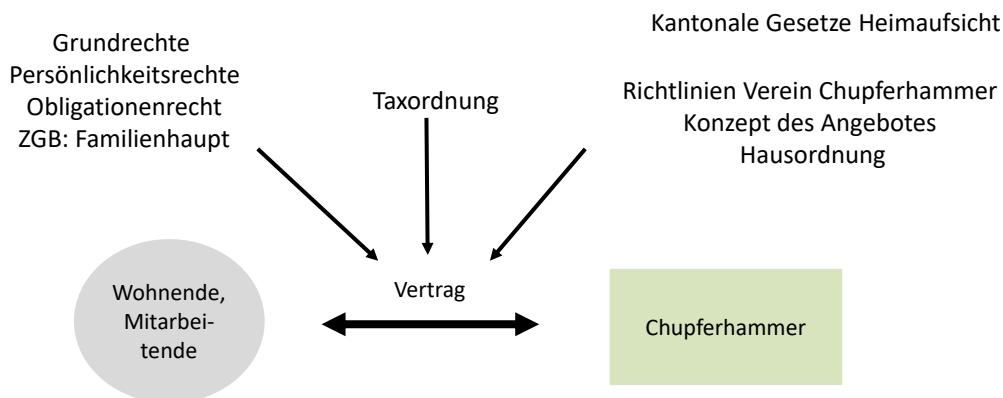 Grundrechte
Persönlichkeitsrechte
Obligationenrecht
ZGB: Familienhaupt
Taxordnung
Kantonale Gesetze Heimaufsicht
Richtlinien Verein Chupferhammer
Konzept des Angebotes
Hausordnung
Wohnende,
Mitarbei-
tende
Vertrag
Chupferhammer